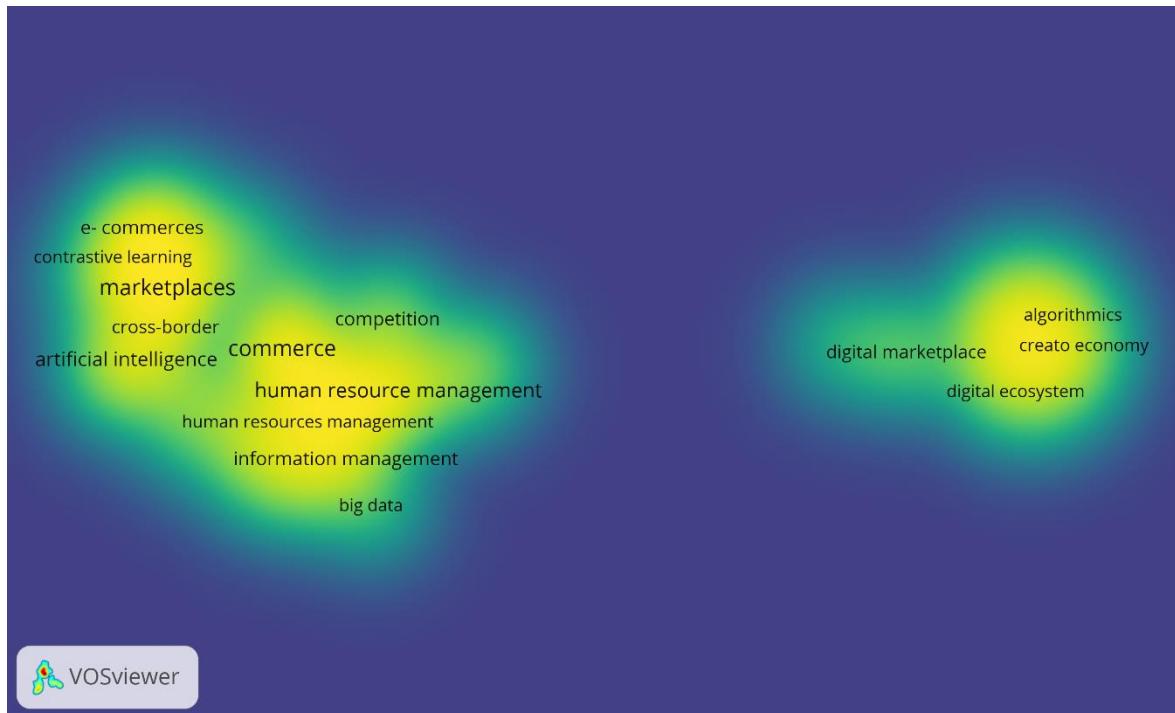 e- commerces
contrastive learning
marketplaces
cross-border
artificial intelligence
competition
commerce
human resource management
human resources management
information management
big data
algorithmics
creato economy
digital marketplace
digital ecosystem
VOSviewer